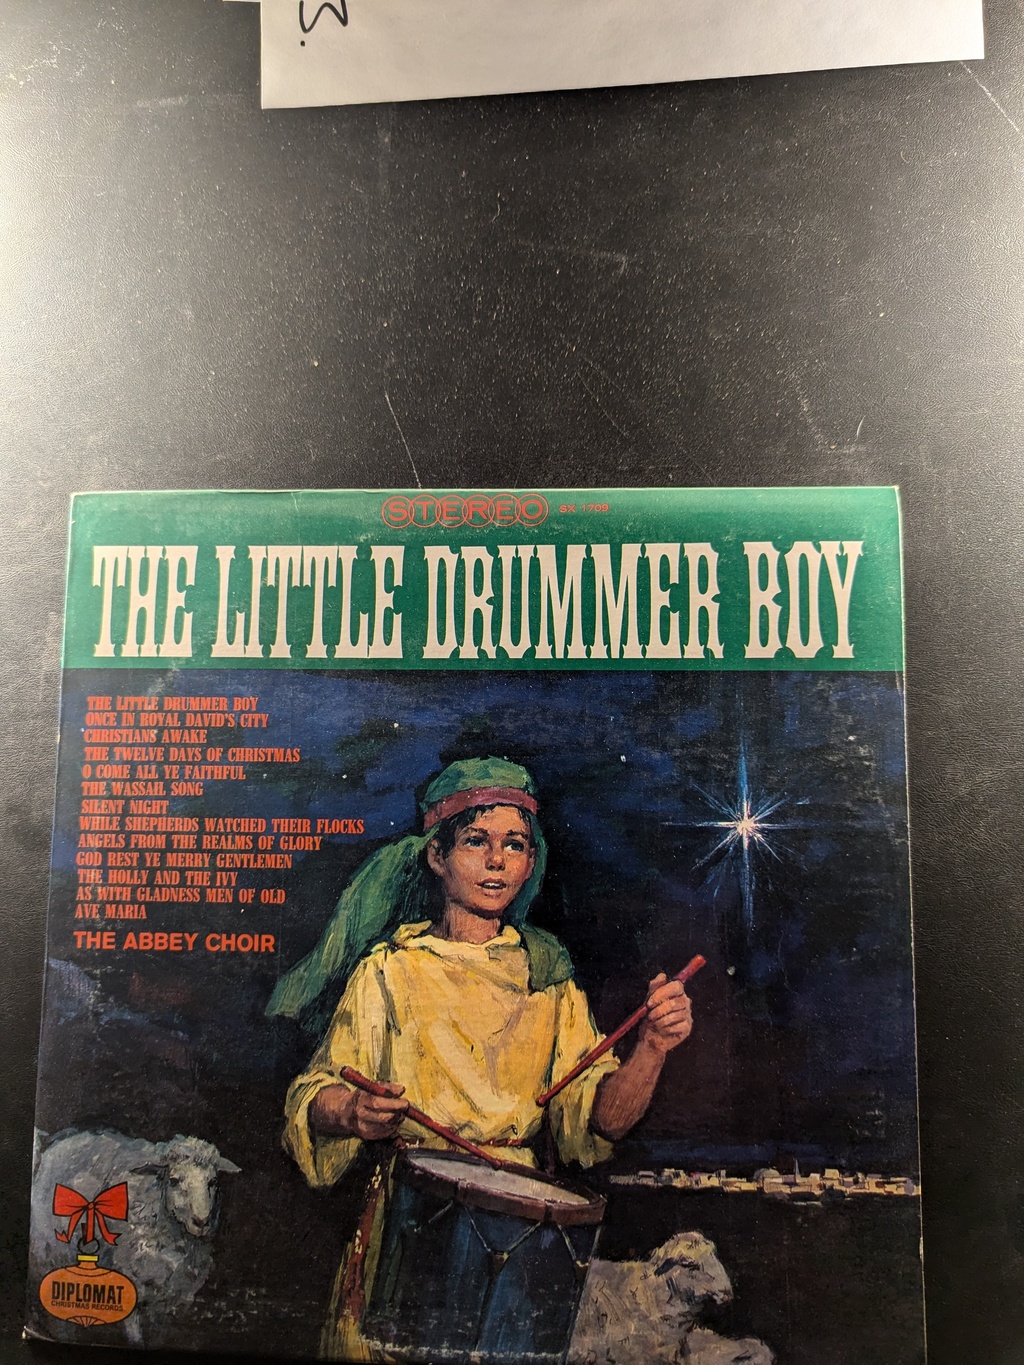 3.
STEREO SX 1709
THE LITTLE DRUMMER BOY
THE LITTLE DRUMMER BOY
ONCE IN ROYAL DAVID'S CITY
CHRISTIANS AWAKE
THE TWELVE DAYS OF CHRISTMAS
O COME ALL YE FAITHFUL
THE WASSAIL SONG
SILENT NIGHT
WHILE SHEPHERDS WATCHED THEIR FLOCKS
ANGELS FROM THE REALMS OF GLORY
GOD REST YE MERRY GENTLEMEN
THE HOLLY AND THE IVY
AS WITH GLADNESS MEN OF OLD
AVE MARIA
THE ABBEY CHOIR
DIPLOMAT
CHRISTMAS RECORDS